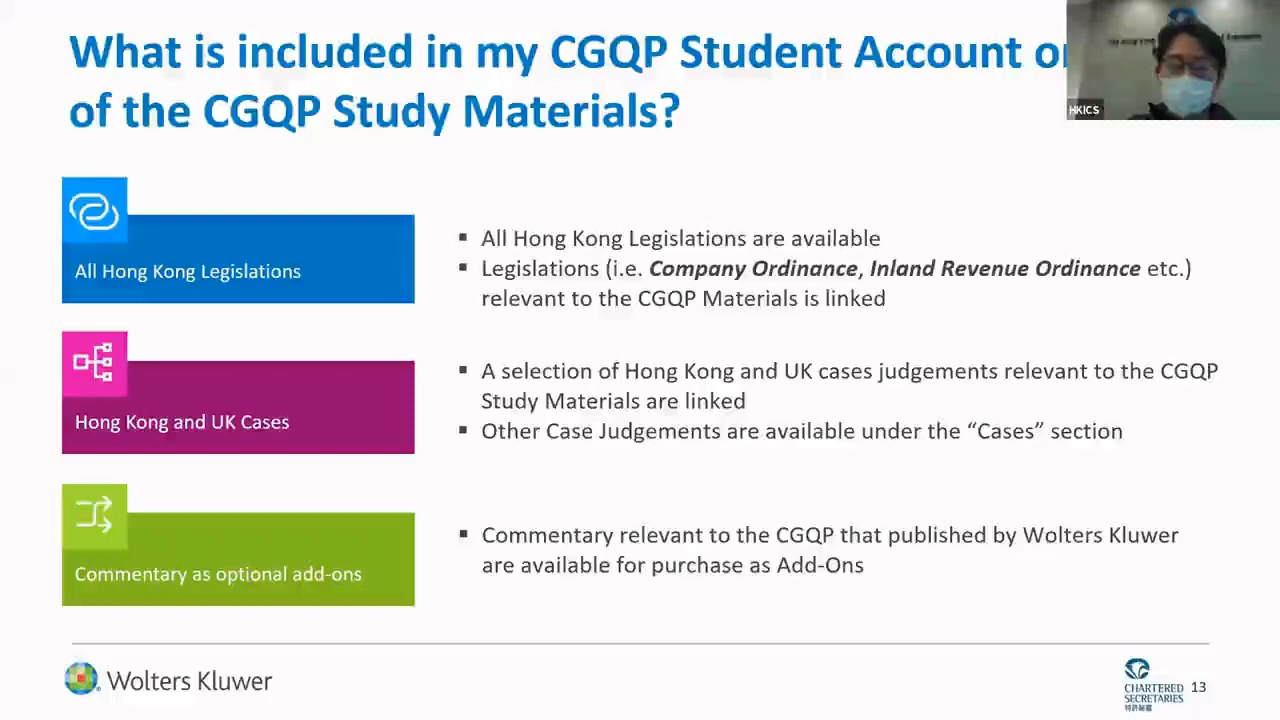 What is included in my CGQP Student Account on
of the CGQP Study Materials?
HKICS
All Hong Kong Legislations
▪ All Hong Kong Legislations are available
▪ Legislations (i.e. Company Ordinance, Inland Revenue Ordinance etc.)
relevant to the CGQP Materials is linked
Hong Kong and UK Cases
▪ A selection of Hong Kong and UK cases judgements relevant to the CGQP
Study Materials are linked
▪ Other Case Judgements are available under the “Cases” section
Commentary as optional add-ons
▪ Commentary relevant to the CGQP that published by Wolters Kluwer
are available for purchase as Add-Ons
Wolters Kluwer
CHARTERED
SECRETARIES
特許秘書
13